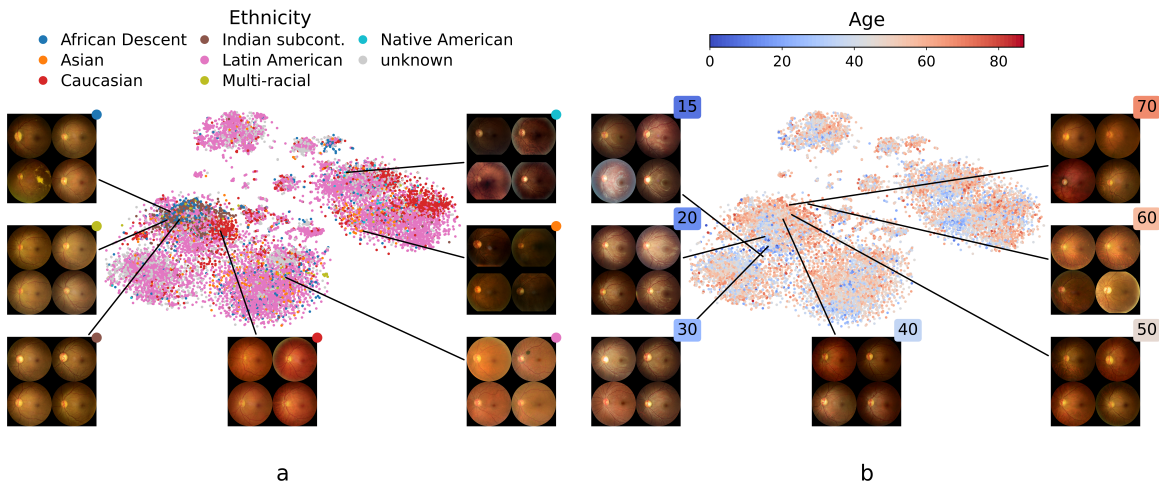 Ethnicity
African Descent
Indian subcont.
Native American
Asian
Latin American
unknown
Caucasian
Multi-racial
Age
0 20 40 60 80
15
70
20
60
30
40
50
a
b